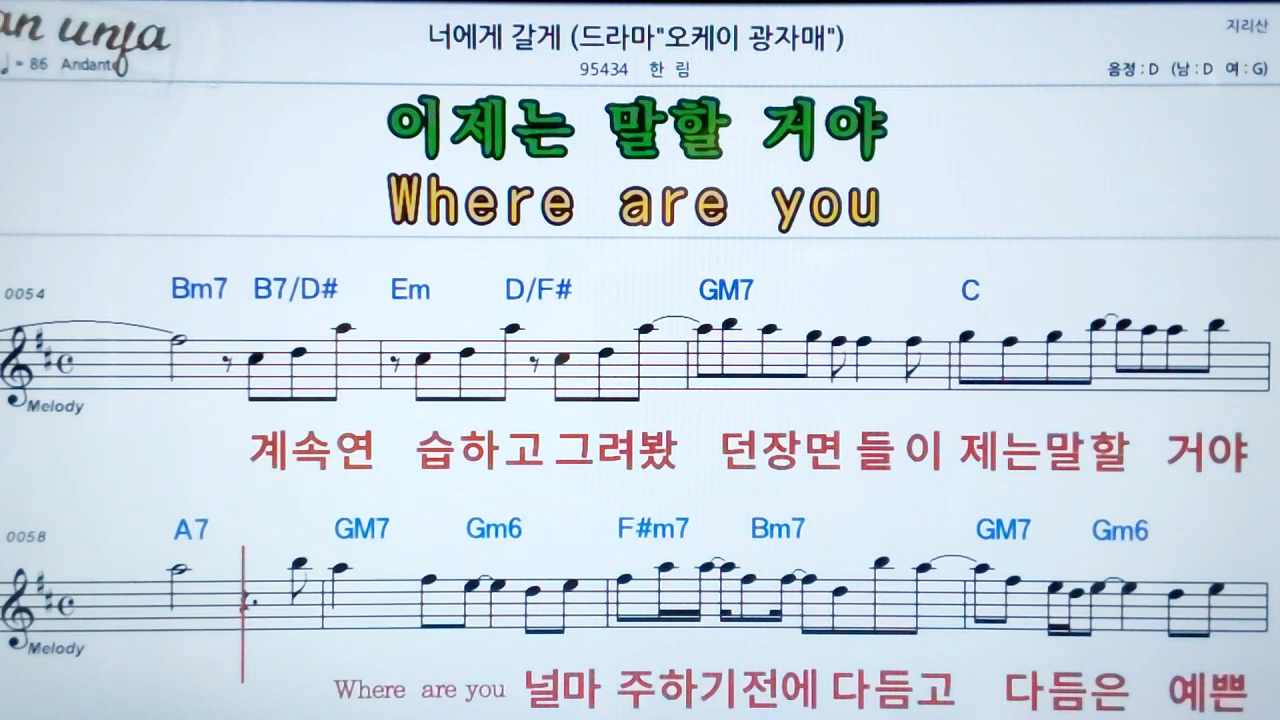 너에게 갈게 (드라마"오케이 광자매")
지리산
♩= 86 Andante
95434 한 림
음정 : D (남 : D 여 : G)
이제는 말할 거야
Where are you
0054 Bm7 B7/D# Em D/F# GM7 C
Melody
계속연 습하고 그려봤 던장면 들 이 제는말할 거야
0058 A7 GM7 Gm6 F#m7 Bm7 GM7 Gm6
Melody
Where are you 널마 주하기전에 다듬고 다듬은 예쁜